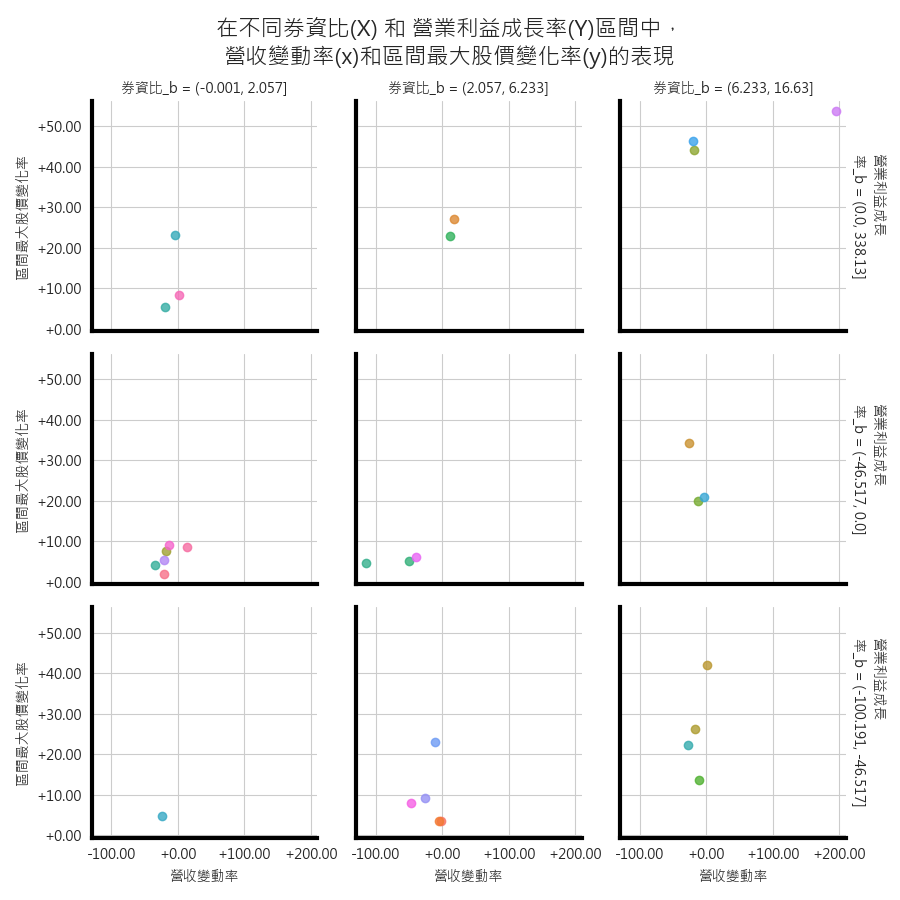 在不同券資比(X) 和 營業利益成長率(Y)區間中，
營收變動率(x)和區間最大股價變化率(y)的表現
券資比_b = (-0.001, 2.057]
券資比_b = (2.057, 6.233]
券資比_b = (6.233, 16.63]
區間最大股價變化率
+50.00
+40.00
+30.00
+20.00
+10.00
+0.00
營業利益成長
率_b = (0.0, 338.13]
區間最大股價變化率
+50.00
+40.00
+30.00
+20.00
+10.00
+0.00
營業利益成長
率_b = (-46.517, 0.0]
區間最大股價變化率
+50.00
+40.00
+30.00
+20.00
+10.00
+0.00
營業利益成長
率_b = (-100.191, -46.517]
-100.00 +0.00 +100.00 +200.00
-100.00 +0.00 +100.00 +200.00
-100.00 +0.00 +100.00 +200.00
營收變動率
營收變動率
營收變動率